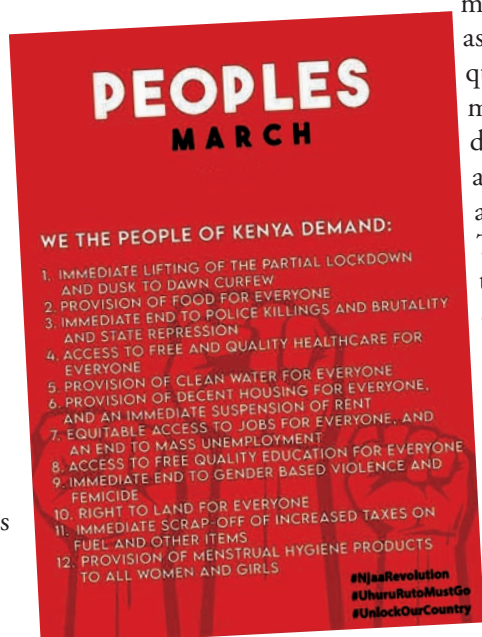 PEOPLES
MARCH
WE THE PEOPLE OF KENYA DEMAND:
1. IMMEDIATE LIFTING OF THE PARTIAL LOCKDOWN
AND DUSK TO DAWN CURFEW
2. PROVISION OF FOOD FOR EVERYONE
3. IMMEDIATE END TO POLICE KILLINGS AND BRUTALITY
AND STATE REPRESSION
4. ACCESS TO FREE AND QUALITY HEALTHCARE FOR
EVERYONE
5. PROVISION OF CLEAN WATER FOR EVERYONE
6. PROVISION OF DECENT HOUSING FOR EVERYONE,
AND AN IMMEDIATE SUSPENSION OF RENT
7. EQUITABLE ACCESS TO JOBS FOR EVERYONE, AND
AN END TO MASS UNEMPLOYMENT
8. ACCESS TO FREE QUALITY EDUCATION FOR EVERYONE
9. IMMEDIATE END TO GENDER BASED VIOLENCE AND
FEMICIDE
10. RIGHT TO LAND FOR EVERYONE
11. IMMEDIATE SCRAP-OFF OF INCREASED TAXES ON
FUEL AND OTHER ITEMS
12. PROVISION OF MENSTRUAL HYGIENE PRODUCTS
TO ALL WOMEN AND GIRLS
#NjaaRevolution
#UhuruRutoMustGo
#UnlockOurCountry